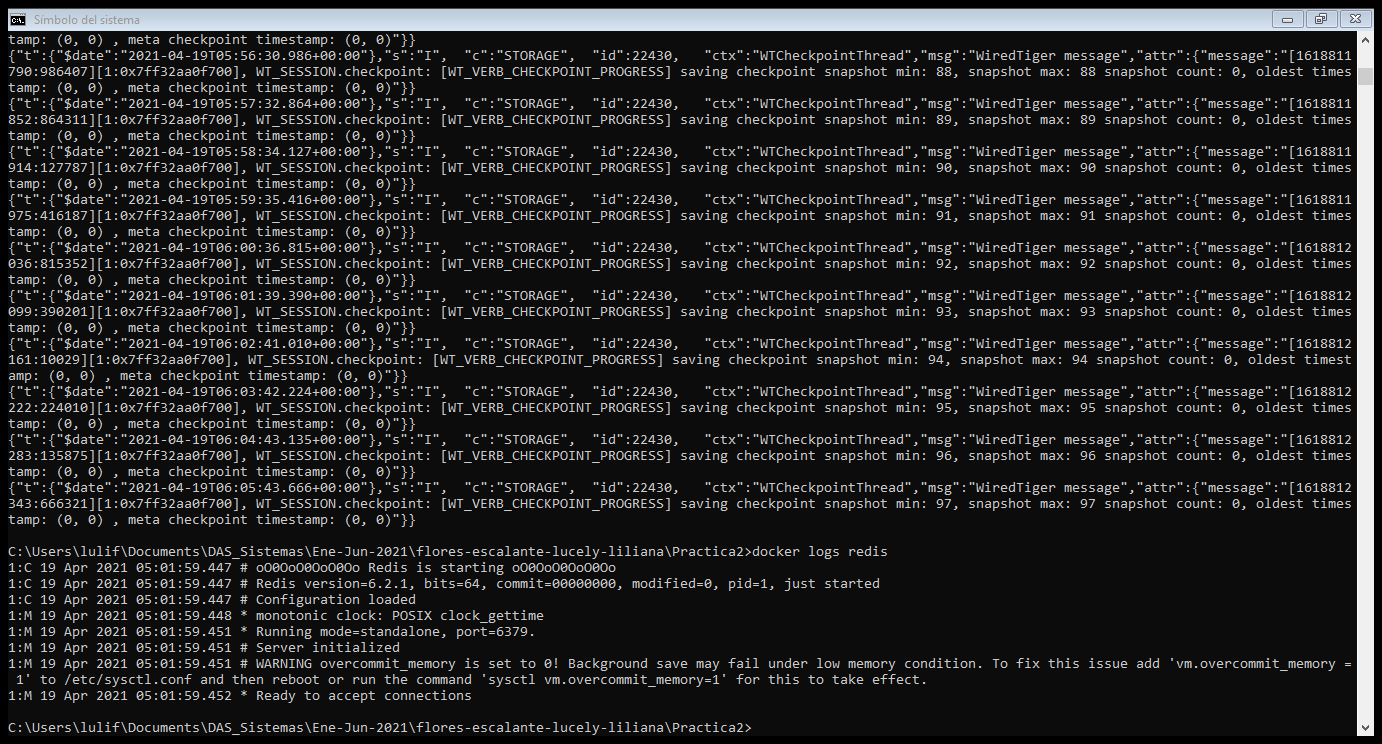 Símbolo del sistema
tamp: (0, 0) , meta checkpoint timestamp: (0, 0)"}}
{"t":{"$date":"2021-04-19T05:56:30.986+00:00"},"s":"I",  "c":"STORAGE",  "id":22430,   "ctx":"WTCheckpointThread","msg":"WiredTiger message","attr":{"message":"[1618811
790:986407][1:0x7ff32aa0f700], WT_SESSION.checkpoint: [WT_VERB_CHECKPOINT_PROGRESS] saving checkpoint snapshot min: 88, snapshot max: 88 snapshot count: 0, oldest times
tamp: (0, 0) , meta checkpoint timestamp: (0, 0)"}}
{"t":{"$date":"2021-04-19T05:57:32.864+00:00"},"s":"I",  "c":"STORAGE",  "id":22430,   "ctx":"WTCheckpointThread","msg":"WiredTiger message","attr":{"message":"[1618811
852:864311][1:0x7ff32aa0f700], WT_SESSION.checkpoint: [WT_VERB_CHECKPOINT_PROGRESS] saving checkpoint snapshot min: 89, snapshot max: 89 snapshot count: 0, oldest times
tamp: (0, 0) , meta checkpoint timestamp: (0, 0)"}}
{"t":{"$date":"2021-04-19T05:58:34.127+00:00"},"s":"I",  "c":"STORAGE",  "id":22430,   "ctx":"WTCheckpointThread","msg":"WiredTiger message","attr":{"message":"[1618811
914:127787][1:0x7ff32aa0f700], WT_SESSION.checkpoint: [WT_VERB_CHECKPOINT_PROGRESS] saving checkpoint snapshot min: 90, snapshot max: 90 snapshot count: 0, oldest times
tamp: (0, 0) , meta checkpoint timestamp: (0, 0)"}}
{"t":{"$date":"2021-04-19T05:59:35.416+00:00"},"s":"I",  "c":"STORAGE",  "id":22430,   "ctx":"WTCheckpointThread","msg":"WiredTiger message","attr":{"message":"[1618811
975:416187][1:0x7ff32aa0f700], WT_SESSION.checkpoint: [WT_VERB_CHECKPOINT_PROGRESS] saving checkpoint snapshot min: 91, snapshot max: 91 snapshot count: 0, oldest times
tamp: (0, 0) , meta checkpoint timestamp: (0, 0)"}}
{"t":{"$date":"2021-04-19T06:00:36.815+00:00"},"s":"I",  "c":"STORAGE",  "id":22430,   "ctx":"WTCheckpointThread","msg":"WiredTiger message","attr":{"message":"[1618812
036:815352][1:0x7ff32aa0f700], WT_SESSION.checkpoint: [WT_VERB_CHECKPOINT_PROGRESS] saving checkpoint snapshot min: 92, snapshot max: 92 snapshot count: 0, oldest times
tamp: (0, 0) , meta checkpoint timestamp: (0, 0)"}}
{"t":{"$date":"2021-04-19T06:01:39.390+00:00"},"s":"I",  "c":"STORAGE",  "id":22430,   "ctx":"WTCheckpointThread","msg":"WiredTiger message","attr":{"message":"[1618812
099:390201][1:0x7ff32aa0f700], WT_SESSION.checkpoint: [WT_VERB_CHECKPOINT_PROGRESS] saving checkpoint snapshot min: 93, snapshot max: 93 snapshot count: 0, oldest times
tamp: (0, 0) , meta checkpoint timestamp: (0, 0)"}}
{"t":{"$date":"2021-04-19T06:02:41.010+00:00"},"s":"I",  "c":"STORAGE",  "id":22430,   "ctx":"WTCheckpointThread","msg":"WiredTiger message","attr":{"message":"[1618812
161:10029][1:0x7ff32aa0f700], WT_SESSION.checkpoint: [WT_VERB_CHECKPOINT_PROGRESS] saving checkpoint snapshot min: 94, snapshot max: 94 snapshot count: 0, oldest timest
amp: (0, 0) , meta checkpoint timestamp: (0, 0)"}}
{"t":{"$date":"2021-04-19T06:03:42.224+00:00"},"s":"I",  "c":"STORAGE",  "id":22430,   "ctx":"WTCheckpointThread","msg":"WiredTiger message","attr":{"message":"[1618812
222:224010][1:0x7ff32aa0f700], WT_SESSION.checkpoint: [WT_VERB_CHECKPOINT_PROGRESS] saving checkpoint snapshot min: 95, snapshot max: 95 snapshot count: 0, oldest times
tamp: (0, 0) , meta checkpoint timestamp: (0, 0)"}}
{"t":{"$date":"2021-04-19T06:04:43.135+00:00"},"s":"I",  "c":"STORAGE",  "id":22430,   "ctx":"WTCheckpointThread","msg":"WiredTiger message","attr":{"message":"[1618812
283:135875][1:0x7ff32aa0f700], WT_SESSION.checkpoint: [WT_VERB_CHECKPOINT_PROGRESS] saving checkpoint snapshot min: 96, snapshot max: 96 snapshot count: 0, oldest times
tamp: (0, 0) , meta checkpoint timestamp: (0, 0)"}}
{"t":{"$date":"2021-04-19T06:05:43.666+00:00"},"s":"I",  "c":"STORAGE",  "id":22430,   "ctx":"WTCheckpointThread","msg":"WiredTiger message","attr":{"message":"[1618812
343:666321][1:0x7ff32aa0f700], WT_SESSION.checkpoint: [WT_VERB_CHECKPOINT_PROGRESS] saving checkpoint snapshot min: 97, snapshot max: 97 snapshot count: 0, oldest times
tamp: (0, 0) , meta checkpoint timestamp: (0, 0)"}}
C:\Users\lulif\Documents\DAS_Sistemas\Ene-Jun-2021\flores-escalante-lucely-liliana\Practica2>docker logs redis
1:C 19 Apr 2021 05:01:59.447 # oO0OoO0OoO0Oo Redis is starting oO0OoO0OoO0Oo
1:C 19 Apr 2021 05:01:59.447 # Redis version=6.2.1, bits=64, commit=00000000, modified=0, pid=1, just started
1:C 19 Apr 2021 05:01:59.447 # Configuration loaded
1:M 19 Apr 2021 05:01:59.448 * monotonic clock: POSIX clock_gettime
1:M 19 Apr 2021 05:01:59.451 * Running mode=standalone, port=6379.
1:M 19 Apr 2021 05:01:59.451 # Server initialized
1:M 19 Apr 2021 05:01:59.451 # WARNING overcommit_memory is set to 0! Background save may fail under low memory condition. To fix this issue add 'vm.overcommit_memory =
 1' to /etc/sysctl.conf and then reboot or run the command 'sysctl vm.overcommit_memory=1' for this to take effect.
1:M 19 Apr 2021 05:01:59.452 * Ready to accept connections
C:\Users\lulif\Documents\DAS_Sistemas\Ene-Jun-2021\flores-escalante-lucely-liliana\Practica2>